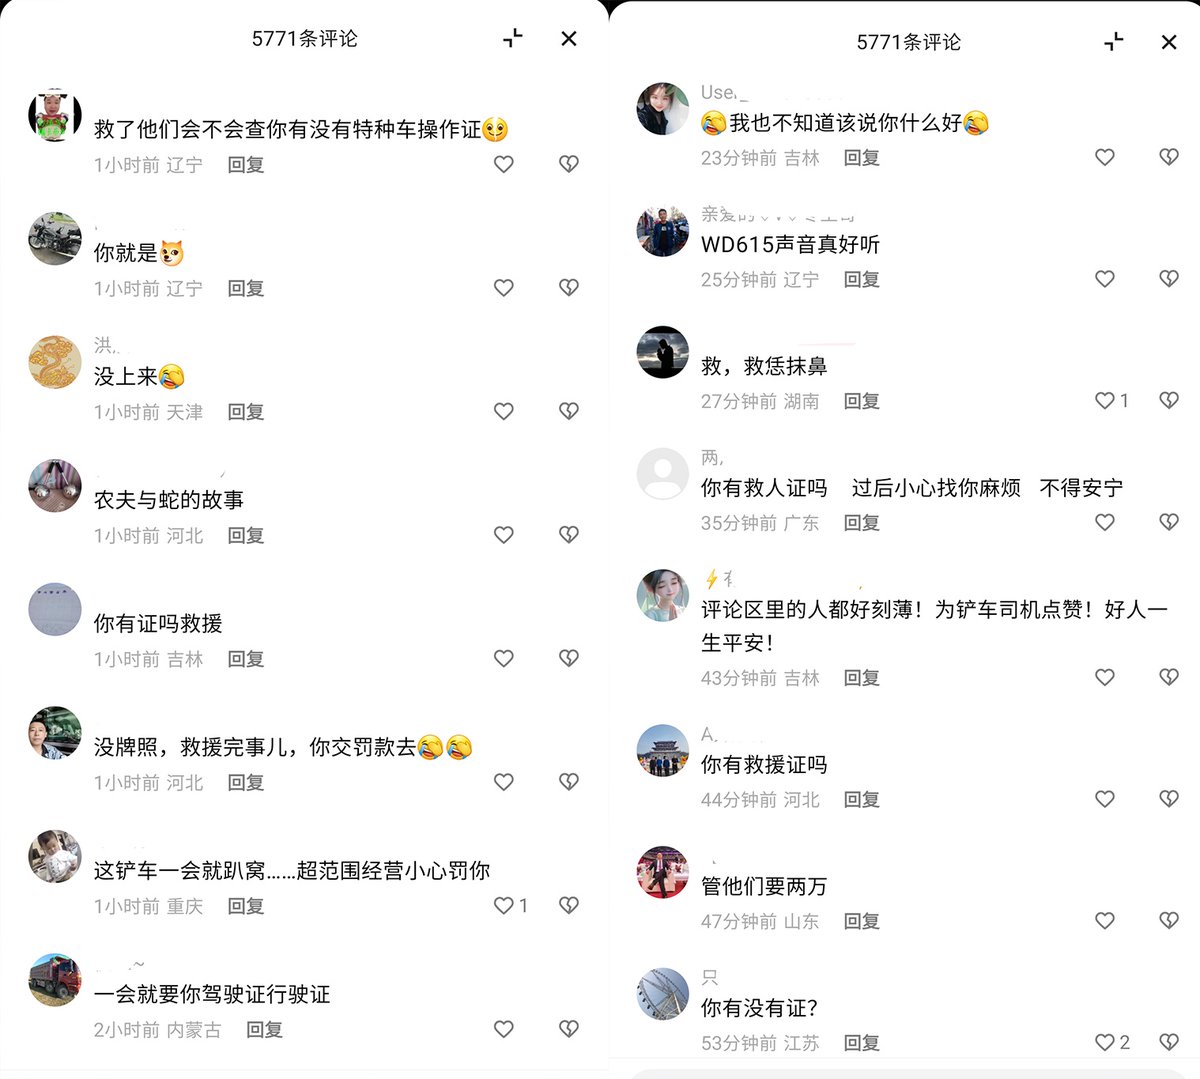 5771条评论
救了他们会不会查你有没有特种车操作证
1小时前 辽宁 回复
你就是
1小时前 辽宁 回复
洪
没上来
1小时前 天津 回复
农夫与蛇的故事
1小时前 河北 回复
你有证吗救援
1小时前 吉林 回复
没牌照，救援完事儿，你交罚款去
1小时前 河北 回复
这铲车一会就趴窝……超范围经营小心罚你
1小时前 重庆 回复 1
一会就要你驾驶证行驶证
2小时前 内蒙古 回复
5771条评论
Use
我也不知道该说你什么好
23分钟前 吉林 回复
亲爱的
WD615声音真好听
25分钟前 辽宁 回复
救，救恁抹鼻
27分钟前 湖南 回复 1
两,
你有救人证吗 过后小心找你麻烦 不得安宁
35分钟前 广东 回复
评论区里的人都好刻薄！为铲车司机点赞！好人一
生平安！
43分钟前 吉林 回复
A
你有救援证吗
44分钟前 河北 回复
管他们要两万
47分钟前 山东 回复
只
你有没有证？
53分钟前 江苏 回复 2